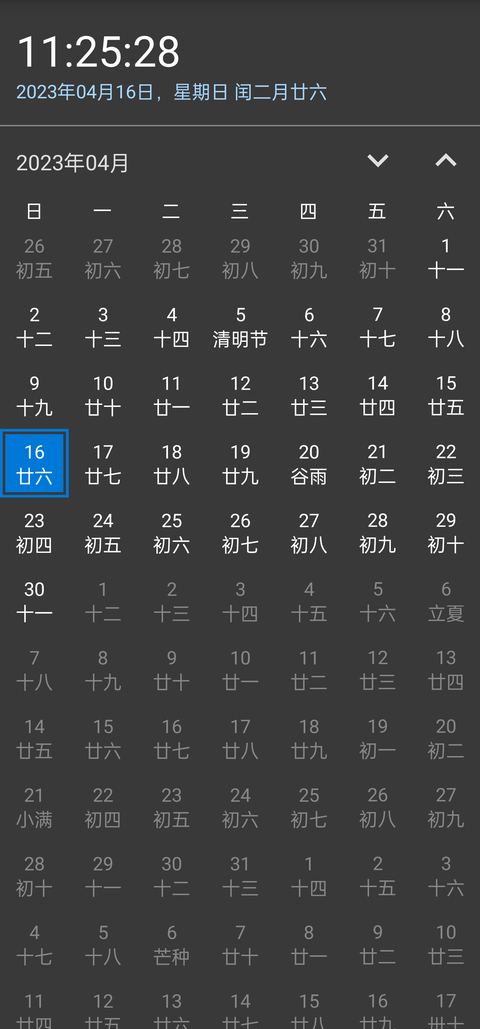 11:25:28
2023年04月16日，星期日 闰二月廿六
2023年04月
日 一 二 三 四 五 六
26 27 28 29 30 31 1
初五 初六 初七 初八 初九 初十 十一
2 3 4 5 6 7 8
十二 十三 十四 清明节 十六 十七 十八
9 10 11 12 13 14 15
十九 廿十 廿一 廿二 廿三 廿四 廿五
16 17 18 19 20 21 22
廿六 廿七 廿八 廿九 谷雨 初二 初三
23 24 25 26 27 28 29
初四 初五 初六 初七 初八 初九 初十
30 1 2 3 4 5 6
十一 十二 十三 十四 十五 十六 立夏
7 8 9 10 11 12 13
十八 十九 廿十 廿一 廿二 廿三 廿四
14 15 16 17 18 19 20
廿五 廿六 廿七 廿八 廿九 初一 初二
21 22 23 24 25 26 27
小满 初四 初五 初六 初七 初八 初九
28 29 30 31 1 2 3
初十 十一 十二 十三 十四 十五 十六
4 5 6 7 8 9 10
十七 十八 芒种 廿十 廿一 廿二 廿三
11 12 13 14 15 16 17
廿四 廿五 廿六 廿七 廿八 廿九 卅十